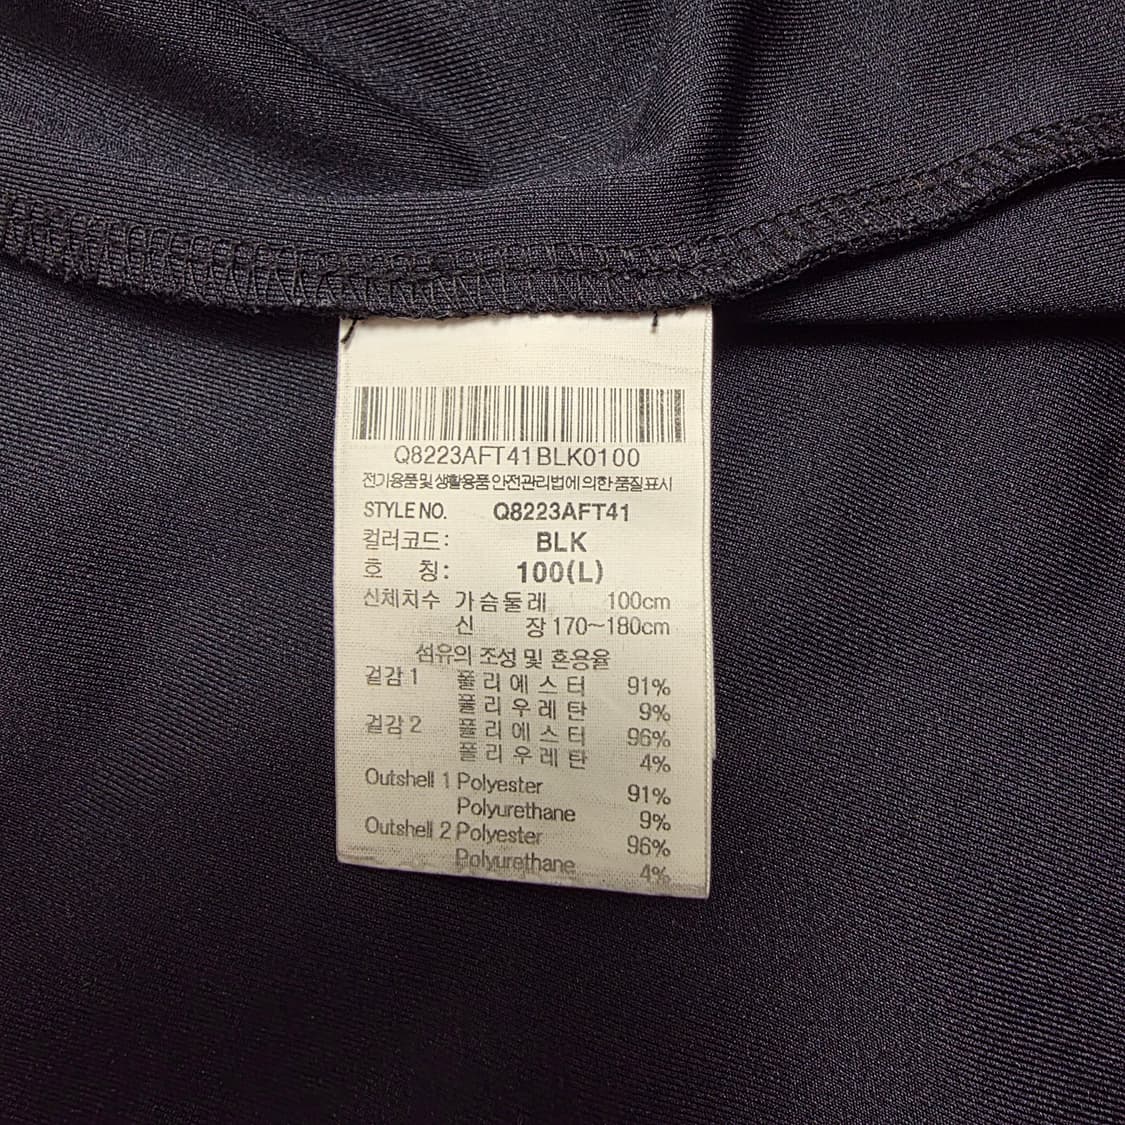 Q8223AFT41BLK0100
전기용품 및 생활용품 안전관리법에 의한 품질표시
STYLE NO. Q8223AFT41
컬러코드: BLK
호 칭: 100(L)
신체치수 가슴둘레 100cm
신 장 170~180cm
섬유의 조성 및 혼용율
겉감 1 폴리에스터 91%
폴리우레탄 9%
겉감 2 폴리에스터 96%
폴리우레탄 4%
Outshell 1 Polyester 91%
Polyurethane 9%
Outshell 2 Polyester 96%
Polyurethane 4%